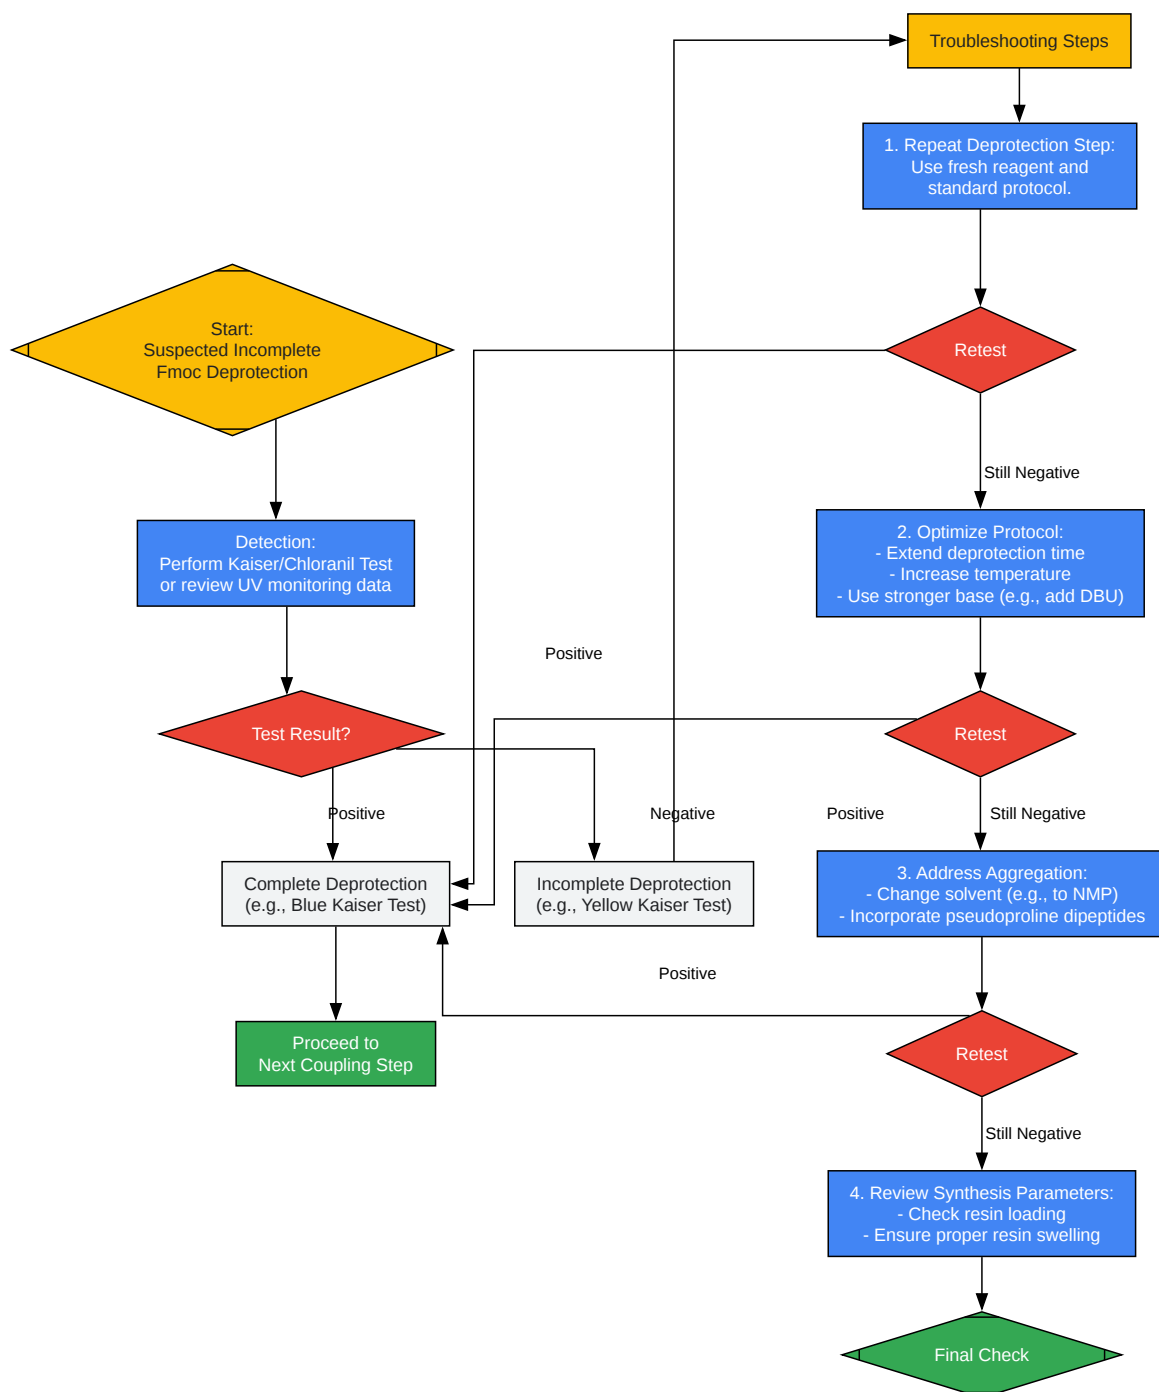 Troubleshooting Steps
1. Repeat Deprotection Step:
Use fresh reagent and
standard protocol.
Start:
Suspected Incomplete
Fmoc Deprotection
Retest
Still Negative
Detection:
Perform Kaiser/Chloranil Test
or review UV monitoring data
2. Optimize Protocol:
- Extend deprotection time
- Increase temperature
- Use stronger base (e.g., add DBU)
Positive
Test Result?
Retest
Positive
Negative
Positive
Still Negative
Complete Deprotection
(e.g., Blue Kaiser Test)
Incomplete Deprotection
(e.g., Yellow Kaiser Test)
3. Address Aggregation:
- Change solvent (e.g., to NMP)
- Incorporate pseudoproline dipeptides
Positive
Proceed to
Next Coupling Step
Retest
Still Negative
4. Review Synthesis Parameters:
- Check resin loading
- Ensure proper resin swelling
Final Check